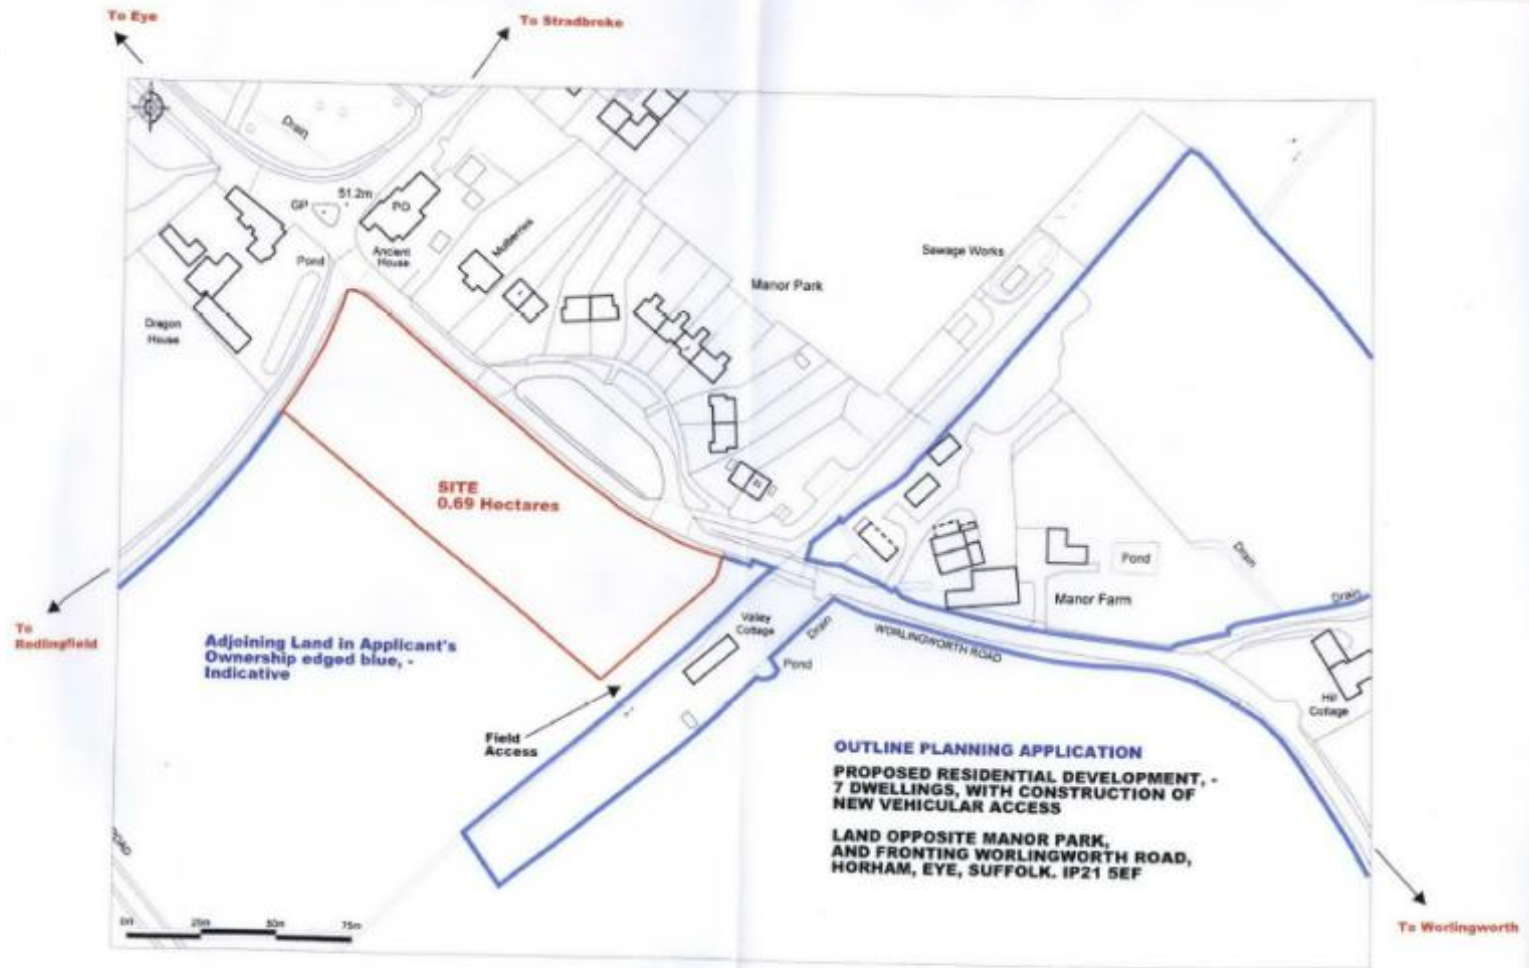 To Eye
To Stradbroke
Drain
GP
51.2m
PO
Ancient
House
Mulberries
Pond
Dragon
House
Manor Park
Sewage Works
SITE
0.69 Hectares
To
Redlingfield
Adjoining Land in Applicant's
Ownership edged blue, -
Indicative
Valley
Cottage
Drain
Pond
WORLINGWORTH ROAD
Manor Farm
Pond
Drain
Drain
Hill
Cottage
Field
Access
OUTLINE PLANNING APPLICATION
PROPOSED RESIDENTIAL DEVELOPMENT, -
7 DWELLINGS, WITH CONSTRUCTION OF
NEW VEHICULAR ACCESS
LAND OPPOSITE MANOR PARK,
AND FRONTING WORLINGWORTH ROAD,
HORHAM, EYE, SUFFOLK. IP21 5EF
0m 25m 50m 75m
To Worlingworth